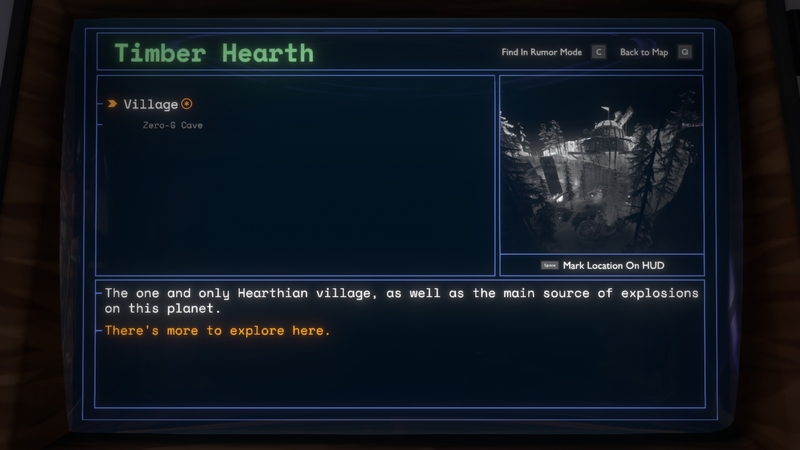 Timber Hearth
Find In Rumor Mode C Back to Map Q
Village
Zero-G Cave
Space Mark Location On HUD
The one and only Hearthian village, as well as the main source of explosions
on this planet.
There's more to explore here.